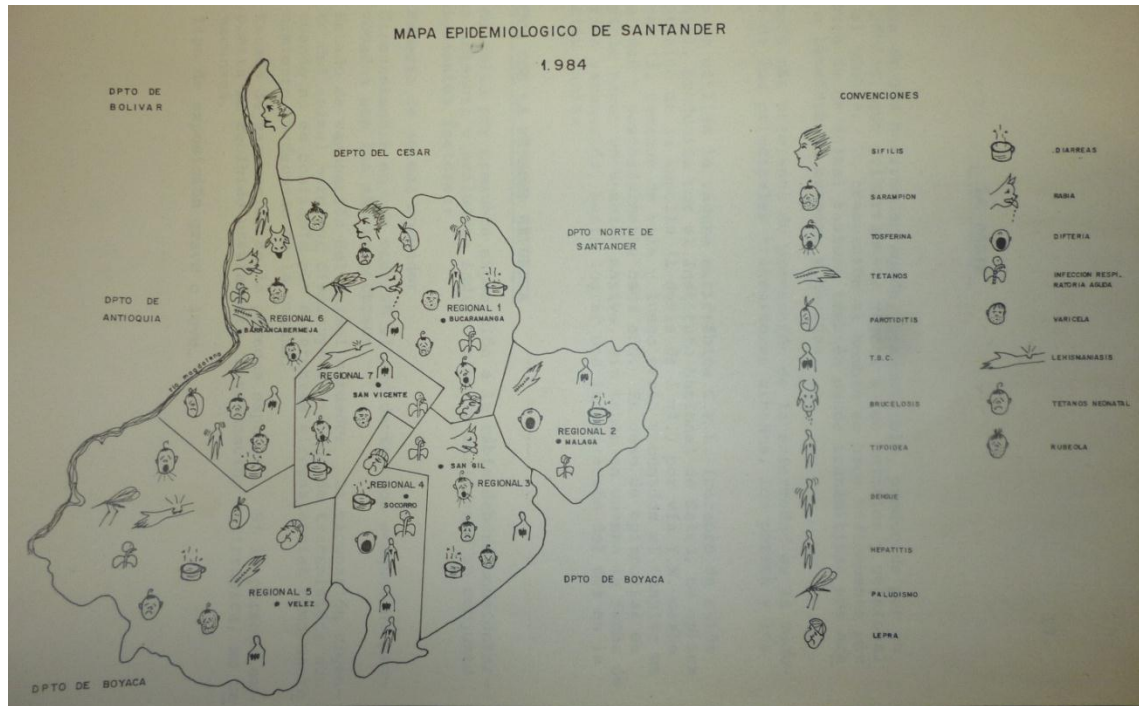 MAPA EPIDEMIOLOGICO DE SANTANDER
1.984
DPTO DE
BOLIVAR
DEPTO DEL CESAR
DPTO NORTE DE
SANTANDER
DPTO DE
ANTIOQUIA
RIO magdalena
REGIONAL 6
BARRANCABERMEJA
REGIONAL 1
BUCARAMANGA
REGIONAL 7
SAN VICENTE
REGIONAL 2
MALAGA
SAN GIL
REGIONAL 3
REGIONAL 4
SOCORRO
REGIONAL 5
VELEZ
DPTO DE BOYACA
DPTO DE BOYACA
CONVENCIONES
SIFILIS
SARAMPION
TOSFERINA
TETANOS
PAROTIDITIS
T.B.C.
BRUCELOSIS
TIFOIDEA
DENGUE
HEPATITIS
PALUDISMO
LEPRA
DIARREAS
RABIA
DIFTERIA
INFECCION RESPI-
RATORIA AGUDA
VARICELA
LEHISMANIASIS
TETANOS NEONATAL
RUBEOLA